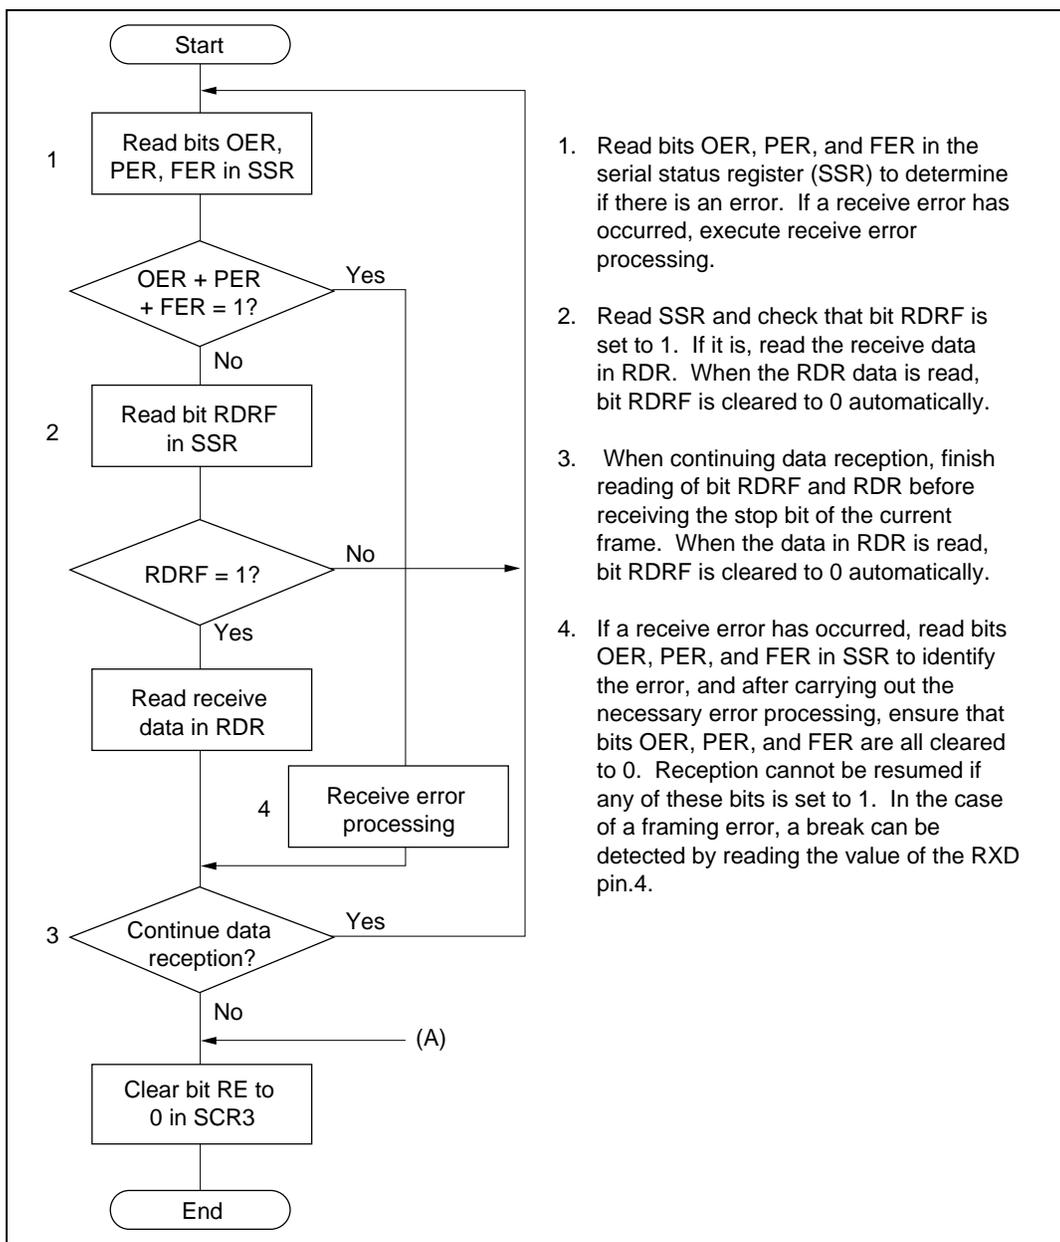 Start
1
Read bits OER,
PER, FER in SSR
OER + PER
+ FER = 1?
Yes
No
2
Read bit RDRF
in SSR
RDRF = 1?
No
Yes
Read receive
data in RDR
4
Receive error
processing
3
Continue data
reception?
Yes
No
(A)
Clear bit RE to
0 in SCR3
End
1. Read bits OER, PER, and FER in the
serial status register (SSR) to determine
if there is an error. If a receive error has
occurred, execute receive error
processing.
2. Read SSR and check that bit RDRF is
set to 1. If it is, read the receive data
in RDR. When the RDR data is read,
bit RDRF is cleared to 0 automatically.
3. When continuing data reception, finish
reading of bit RDRF and RDR before
receiving the stop bit of the current
frame. When the data in RDR is read,
bit RDRF is cleared to 0 automatically.
4. If a receive error has occurred, read bits
OER, PER, and FER in SSR to identify
the error, and after carrying out the
necessary error processing, ensure that
bits OER, PER, and FER are all cleared
to 0. Reception cannot be resumed if
any of these bits is set to 1. In the case
of a framing error, a break can be
detected by reading the value of the RXD
pin.4.